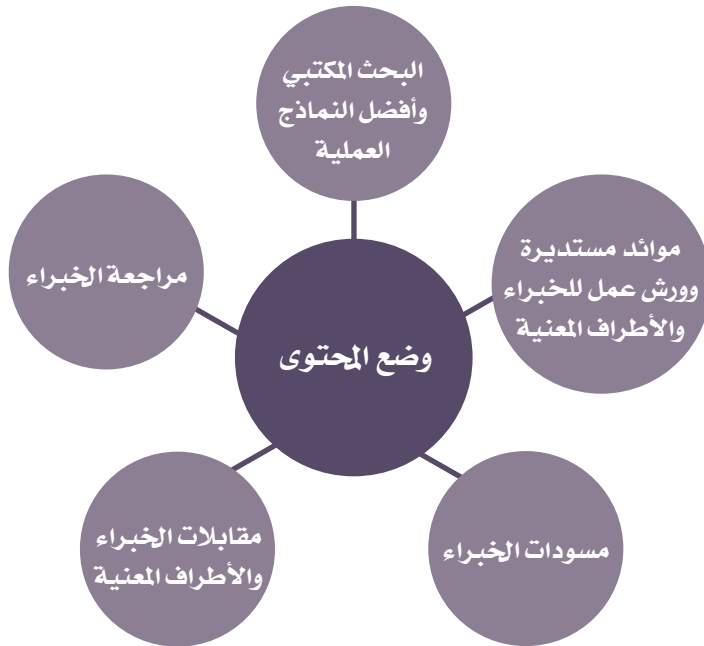 البحث المكتبي
وأفضل النماذج
العملية
موائد مستديرة
وورش عمل للخبراء
والأطراف المعنية
مراجعة الخبراء
وضع المحتوى
مقابلات الخبراء
والأطراف المعنية
مسودات الخبراء